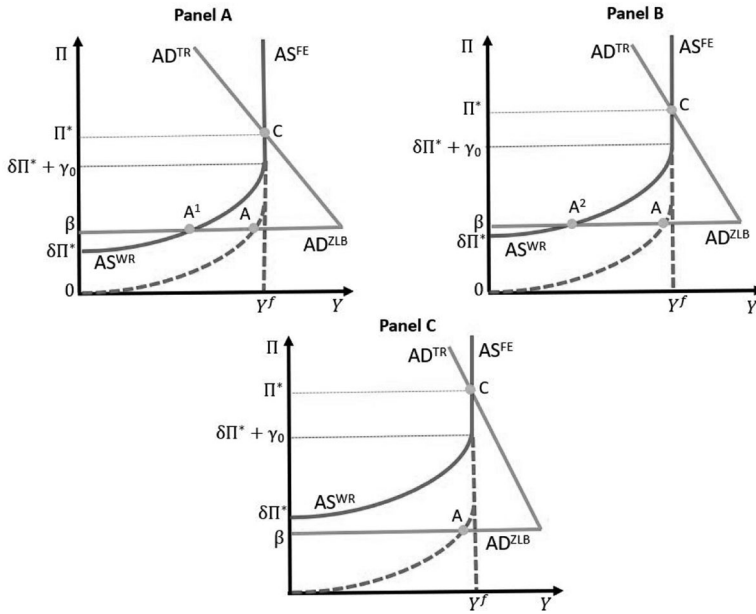 Panel A
Π
AD^TR
AS^FE
Π*
C
δΠ* + γ₀
A¹
A
β
δΠ*
AS^WR
AD^ZLB
0
Y^f
Y
Panel B
Π
AD^TR
AS^FE
Π*
C
δΠ* + γ₀
A²
A
β
δΠ*
AS^WR
AD^ZLB
0
Y^f
Y
Panel C
Π
AD^TR
AS^FE
Π*
C
δΠ* + γ₀
AS^WR
δΠ*
A
β
AD^ZLB
0
Y^f
Y